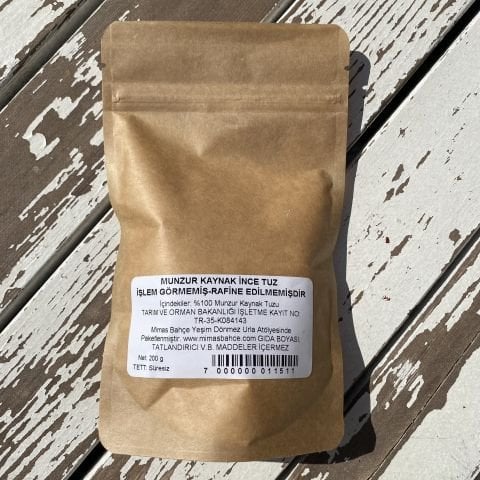 MUNZUR KAYNAK İNCE TUZ
İŞLEM GÖRMEMİŞ-RAFİNE EDİLMEMİŞDİR
İçindekiler: %100 Munzur Kaynak Tuzu
TARIM VE ORMAN BAKANLIĞI İŞLETME KAYIT NO:
TR-35-K084143
Mimas Bahçe Yeşim Dönmez Urla Atölyesinde
Paketlenmiştir. www.mimasbahce.com GIDA BOYASI,
TATLANDIRICI V.B. MADDELER İÇERMEZ
Net: 200 g
TETT: Süresiz
7 000000 011511